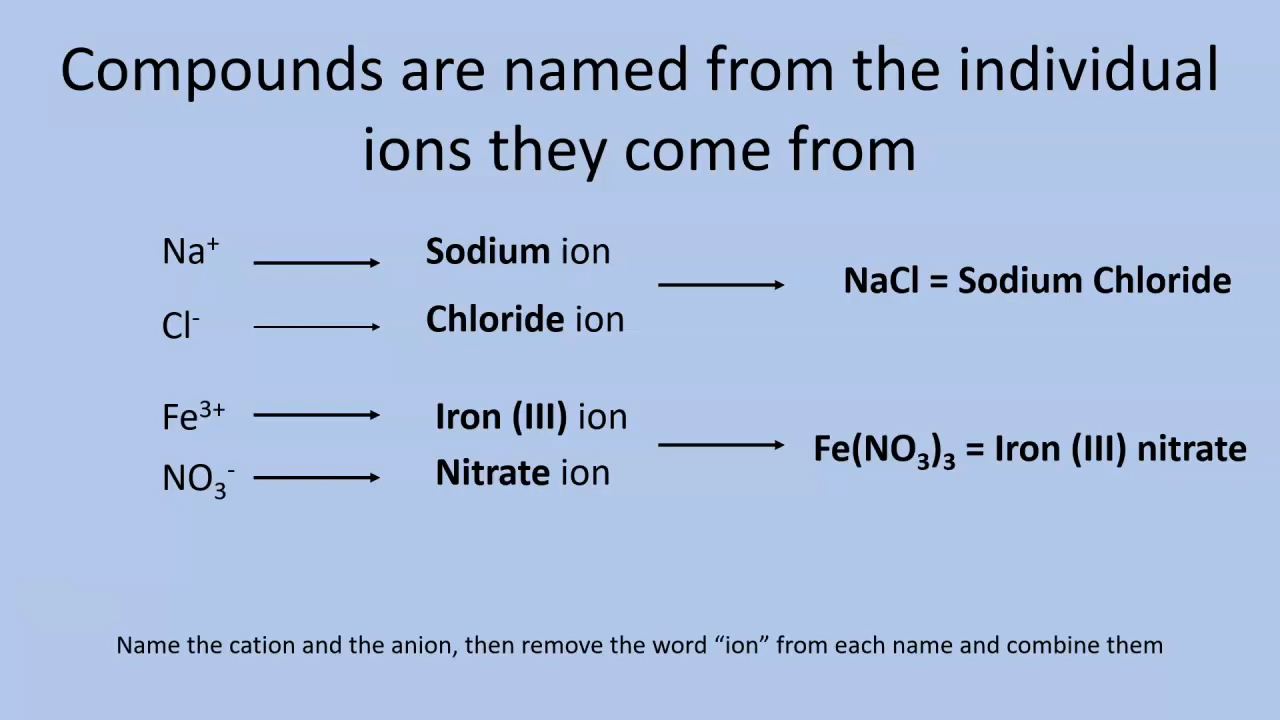 Compounds are named from the individual
ions they come from
Na⁺ Sodium ion
Cl⁻ Chloride ion
NaCl = Sodium Chloride
Fe³⁺ Iron (III) ion
NO₃⁻ Nitrate ion
Fe(NO₃)₃ = Iron (III) nitrate
Name the cation and the anion, then remove the word “ion” from each name and combine them